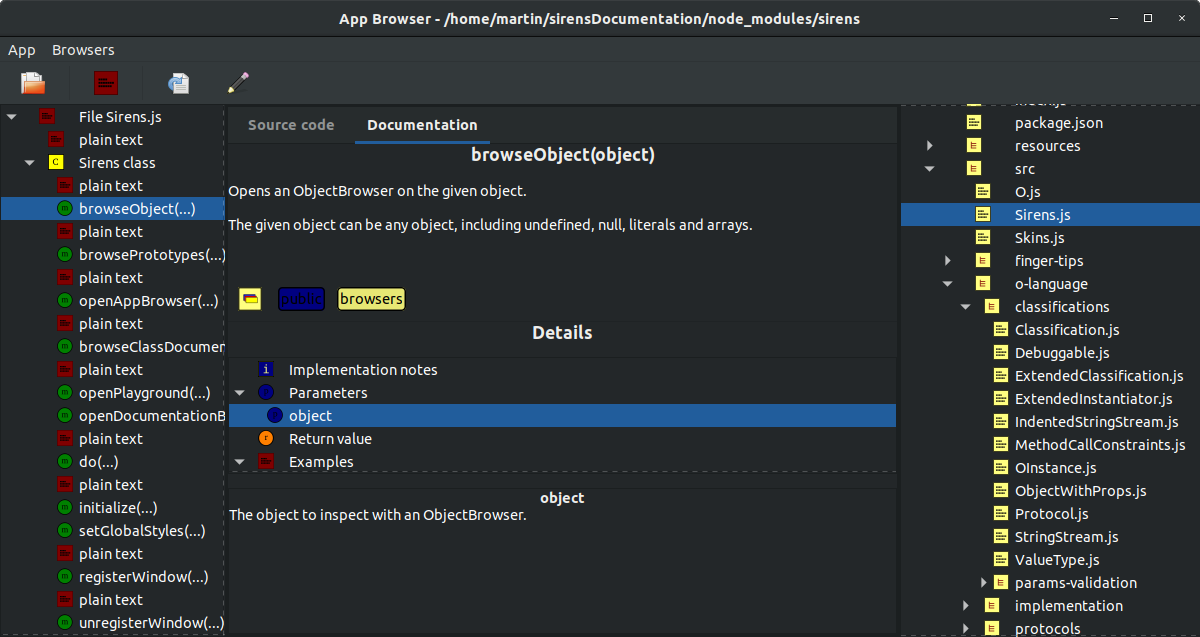 App Browser - /home/martin/sirensDocumentation/node_modules/sirens
App Browsers
File Sirens.js
plain text
C
Sirens class
plain text
m
browseObject(...)
plain text
m
browsePrototypes(...)
plain text
m
openAppBrowser(...)
plain text
m
browseClassDocumen
plain text
m
openPlayground(...)
m
openDocumentationB
plain text
m
do(...)
plain text
m
initialize(...)
m
setGlobalStyles(...)
plain text
m
registerWindow(...)
plain text
m
unregisterWindow(...)
Source code Documentation
browseObject(object)
Opens an ObjectBrowser on the given object.
The given object can be any object, including undefined, null, literals and arrays.
public browsers
Details
i Implementation notes
Parameters
object
r Return value
Examples
object
The object to inspect with an ObjectBrowser.
package.json
E resources
E src
O.js
Sirens.js
Skins.js
E finger-tips
E o-language
E classifications
Classification.js
Debuggable.js
ExtendedClassification.js
ExtendedInstantiator.js
IndentedStringStream.js
MethodCallConstraints.js
OInstance.js
ObjectWithProps.js
Protocol.js
StringStream.js
ValueType.js
E params-validation
E implementation
E protocols